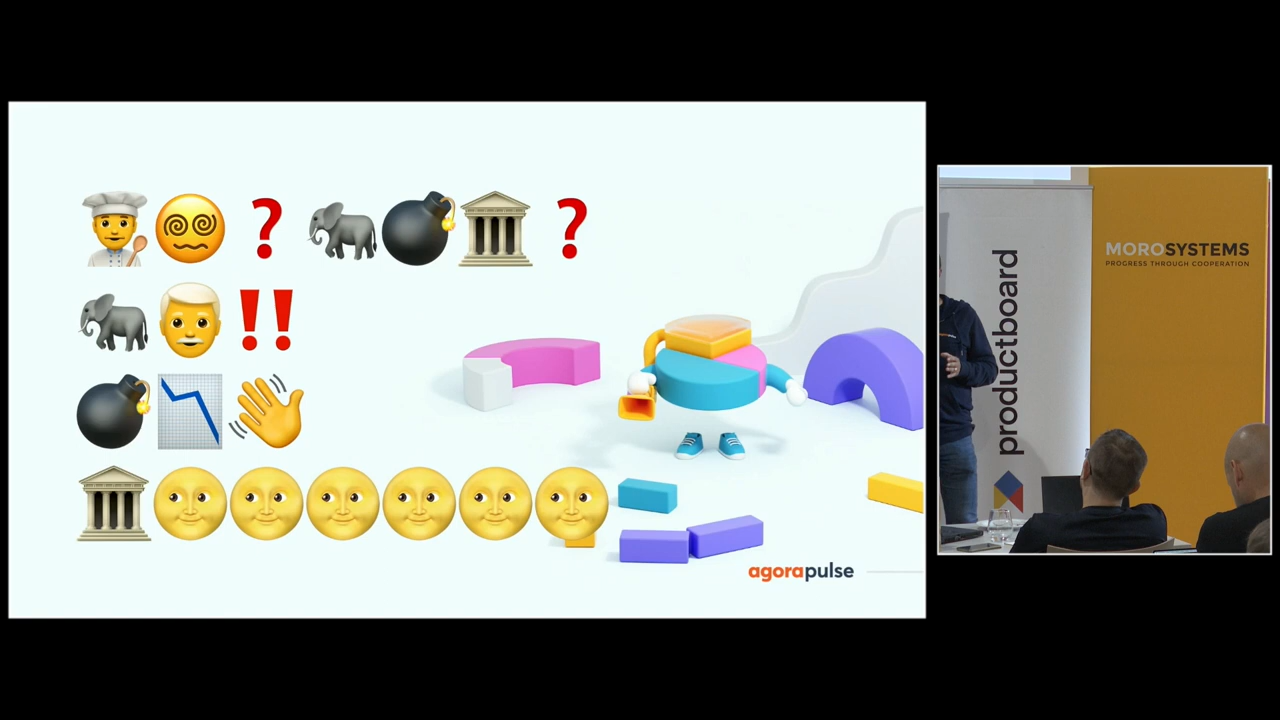 👨‍🍳😵‍💫❓🐘💣🏛️❓
🐘👨‍🦳‼️
💣📉👋
🏛️🌝🌝🌝🌝🌝🌝
agorapulse
productboard
MOROSYSTEMS
PROGRESS THROUGH COOPERATION